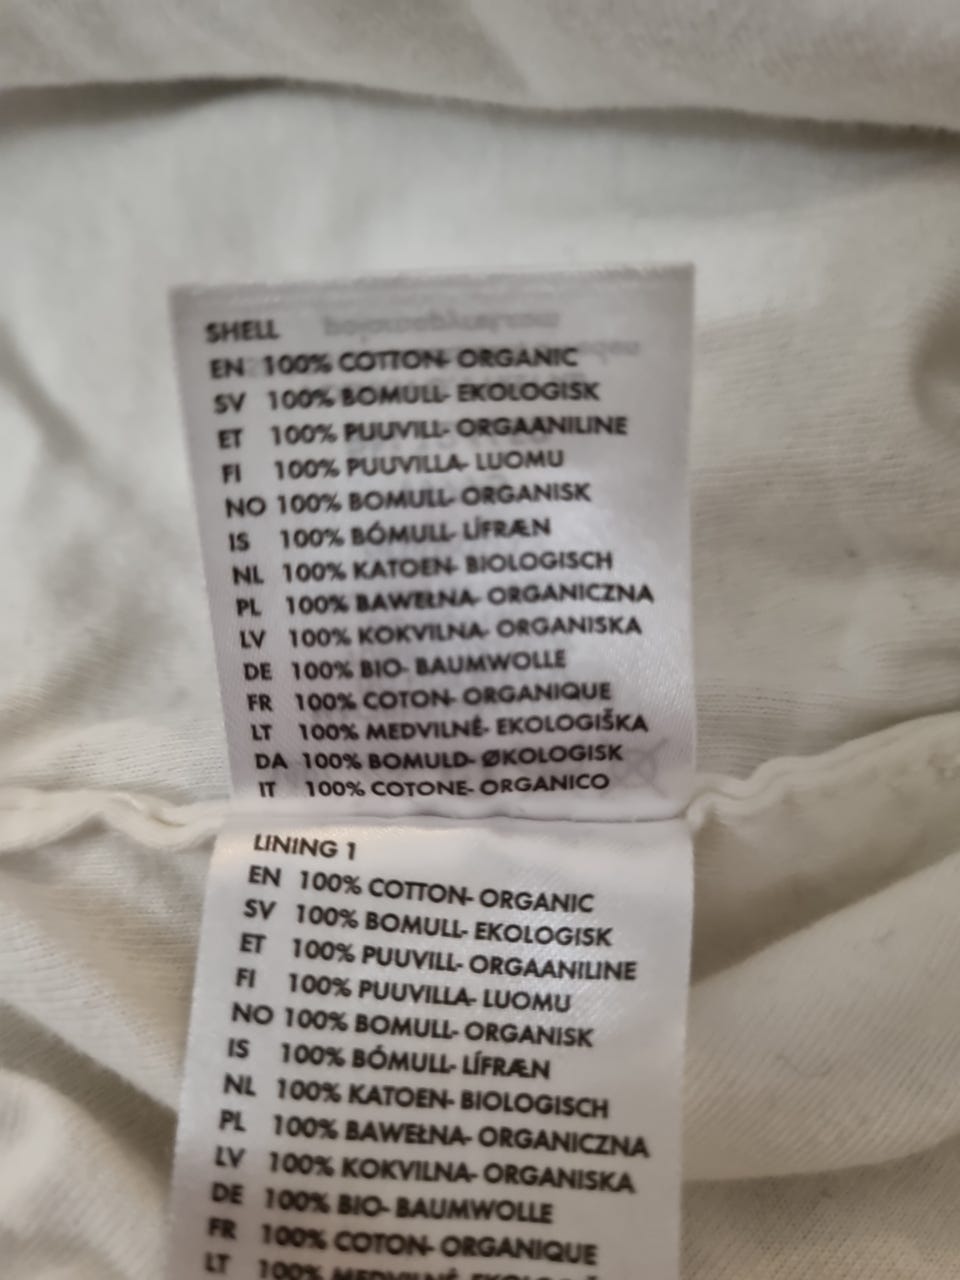 SHELL
EN 100% COTTON- ORGANIC
SV 100% BOMULL- EKOLOGISK
ET 100% PUUVILL- ORGAANILINE
FI 100% PUUVILLA- LUOMU
NO 100% BOMULL- ORGANISK
IS 100% BÓMULL- LÍFRÆN
NL 100% KATOEN- BIOLOGISCH
PL 100% BAWEŁNA- ORGANICZNA
LV 100% KOKVILNA- ORGANISKA
DE 100% BIO- BAUMWOLLE
FR 100% COTON- ORGANIQUE
LT 100% MEDVILNĖ- EKOLOGIŠKA
DA 100% BOMULD- ØKOLOGISK
IT 100% COTONE- ORGANICO
LINING 1
EN 100% COTTON- ORGANIC
SV 100% BOMULL- EKOLOGISK
ET 100% PUUVILL- ORGAANILINE
FI 100% PUUVILLA- LUOMU
NO 100% BOMULL- ORGANISK
IS 100% BÓMULL- LÍFRÆN
NL 100% KATOEN- BIOLOGISCH
PL 100% BAWEŁNA- ORGANICZNA
LV 100% KOKVILNA- ORGANISKA
DE 100% BIO- BAUMWOLLE
FR 100% COTON- ORGANIQUE
LT 100%